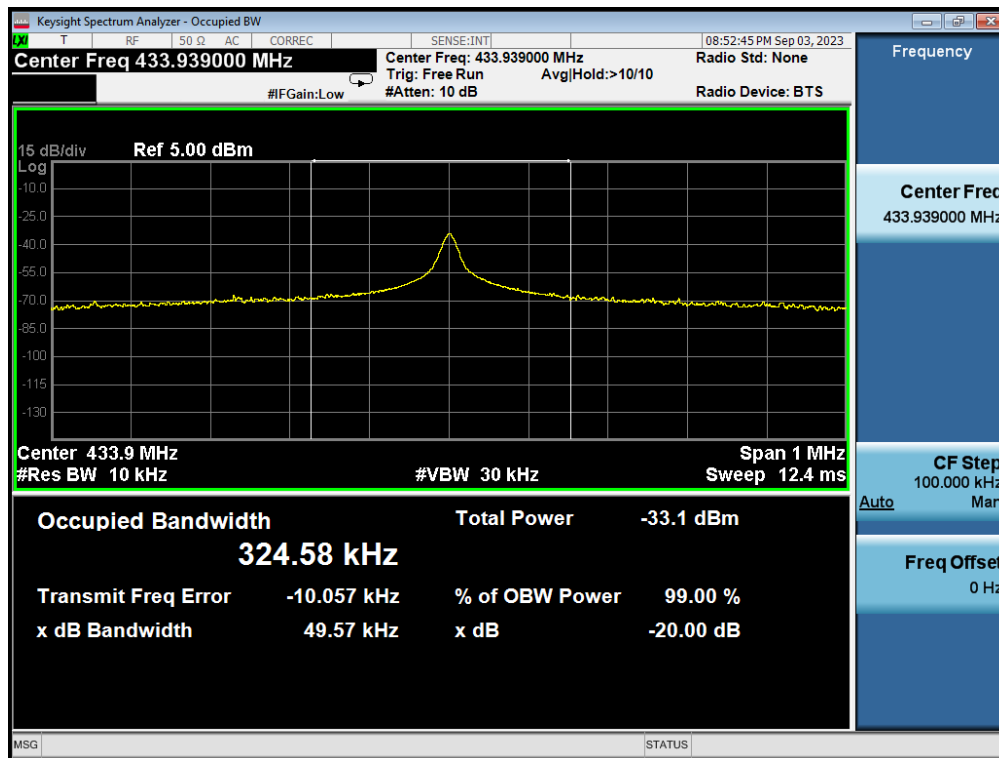 Keysight Spectrum Analyzer - Occupied BW
LXI T RF 50 Ω AC CORREC SENSE:INT 08:52:45 PM Sep 03, 2023
Center Freq 433.939000 MHz
Center Freq: 433.939000 MHz Radio Std: None
Trig: Free Run Avg|Hold:>10/10
#IFGain:Low #Atten: 10 dB Radio Device: BTS
15 dB/div Ref 5.00 dBm
Log
-10.0
-25.0
-40.0
-55.0
-70.0
-85.0
-100
-115
-130
Center 433.9 MHz Span 1 MHz
#Res BW 10 kHz #VBW 30 kHz Sweep 12.4 ms
Occupied Bandwidth Total Power -33.1 dBm
324.58 kHz
Transmit Freq Error -10.057 kHz % of OBW Power 99.00 %
x dB Bandwidth 49.57 kHz x dB -20.00 dB
MSG STATUS
Frequency
Center Freq
433.939000 MHz
CF Step
100.000 kHz
Auto Man
Freq Offset
0 Hz